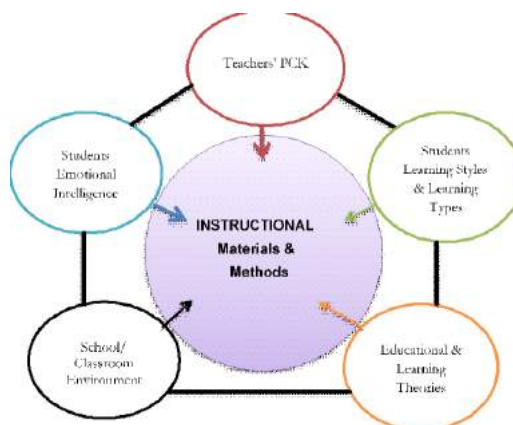 Teachers' PCK
Students
Emotional
Intelligence
Students
Learning Styles
& Learning
Types
INSTRUCTIONAL
Materials &
Methods
School/
Classroom
Environment
Educational &
Learning
Theories